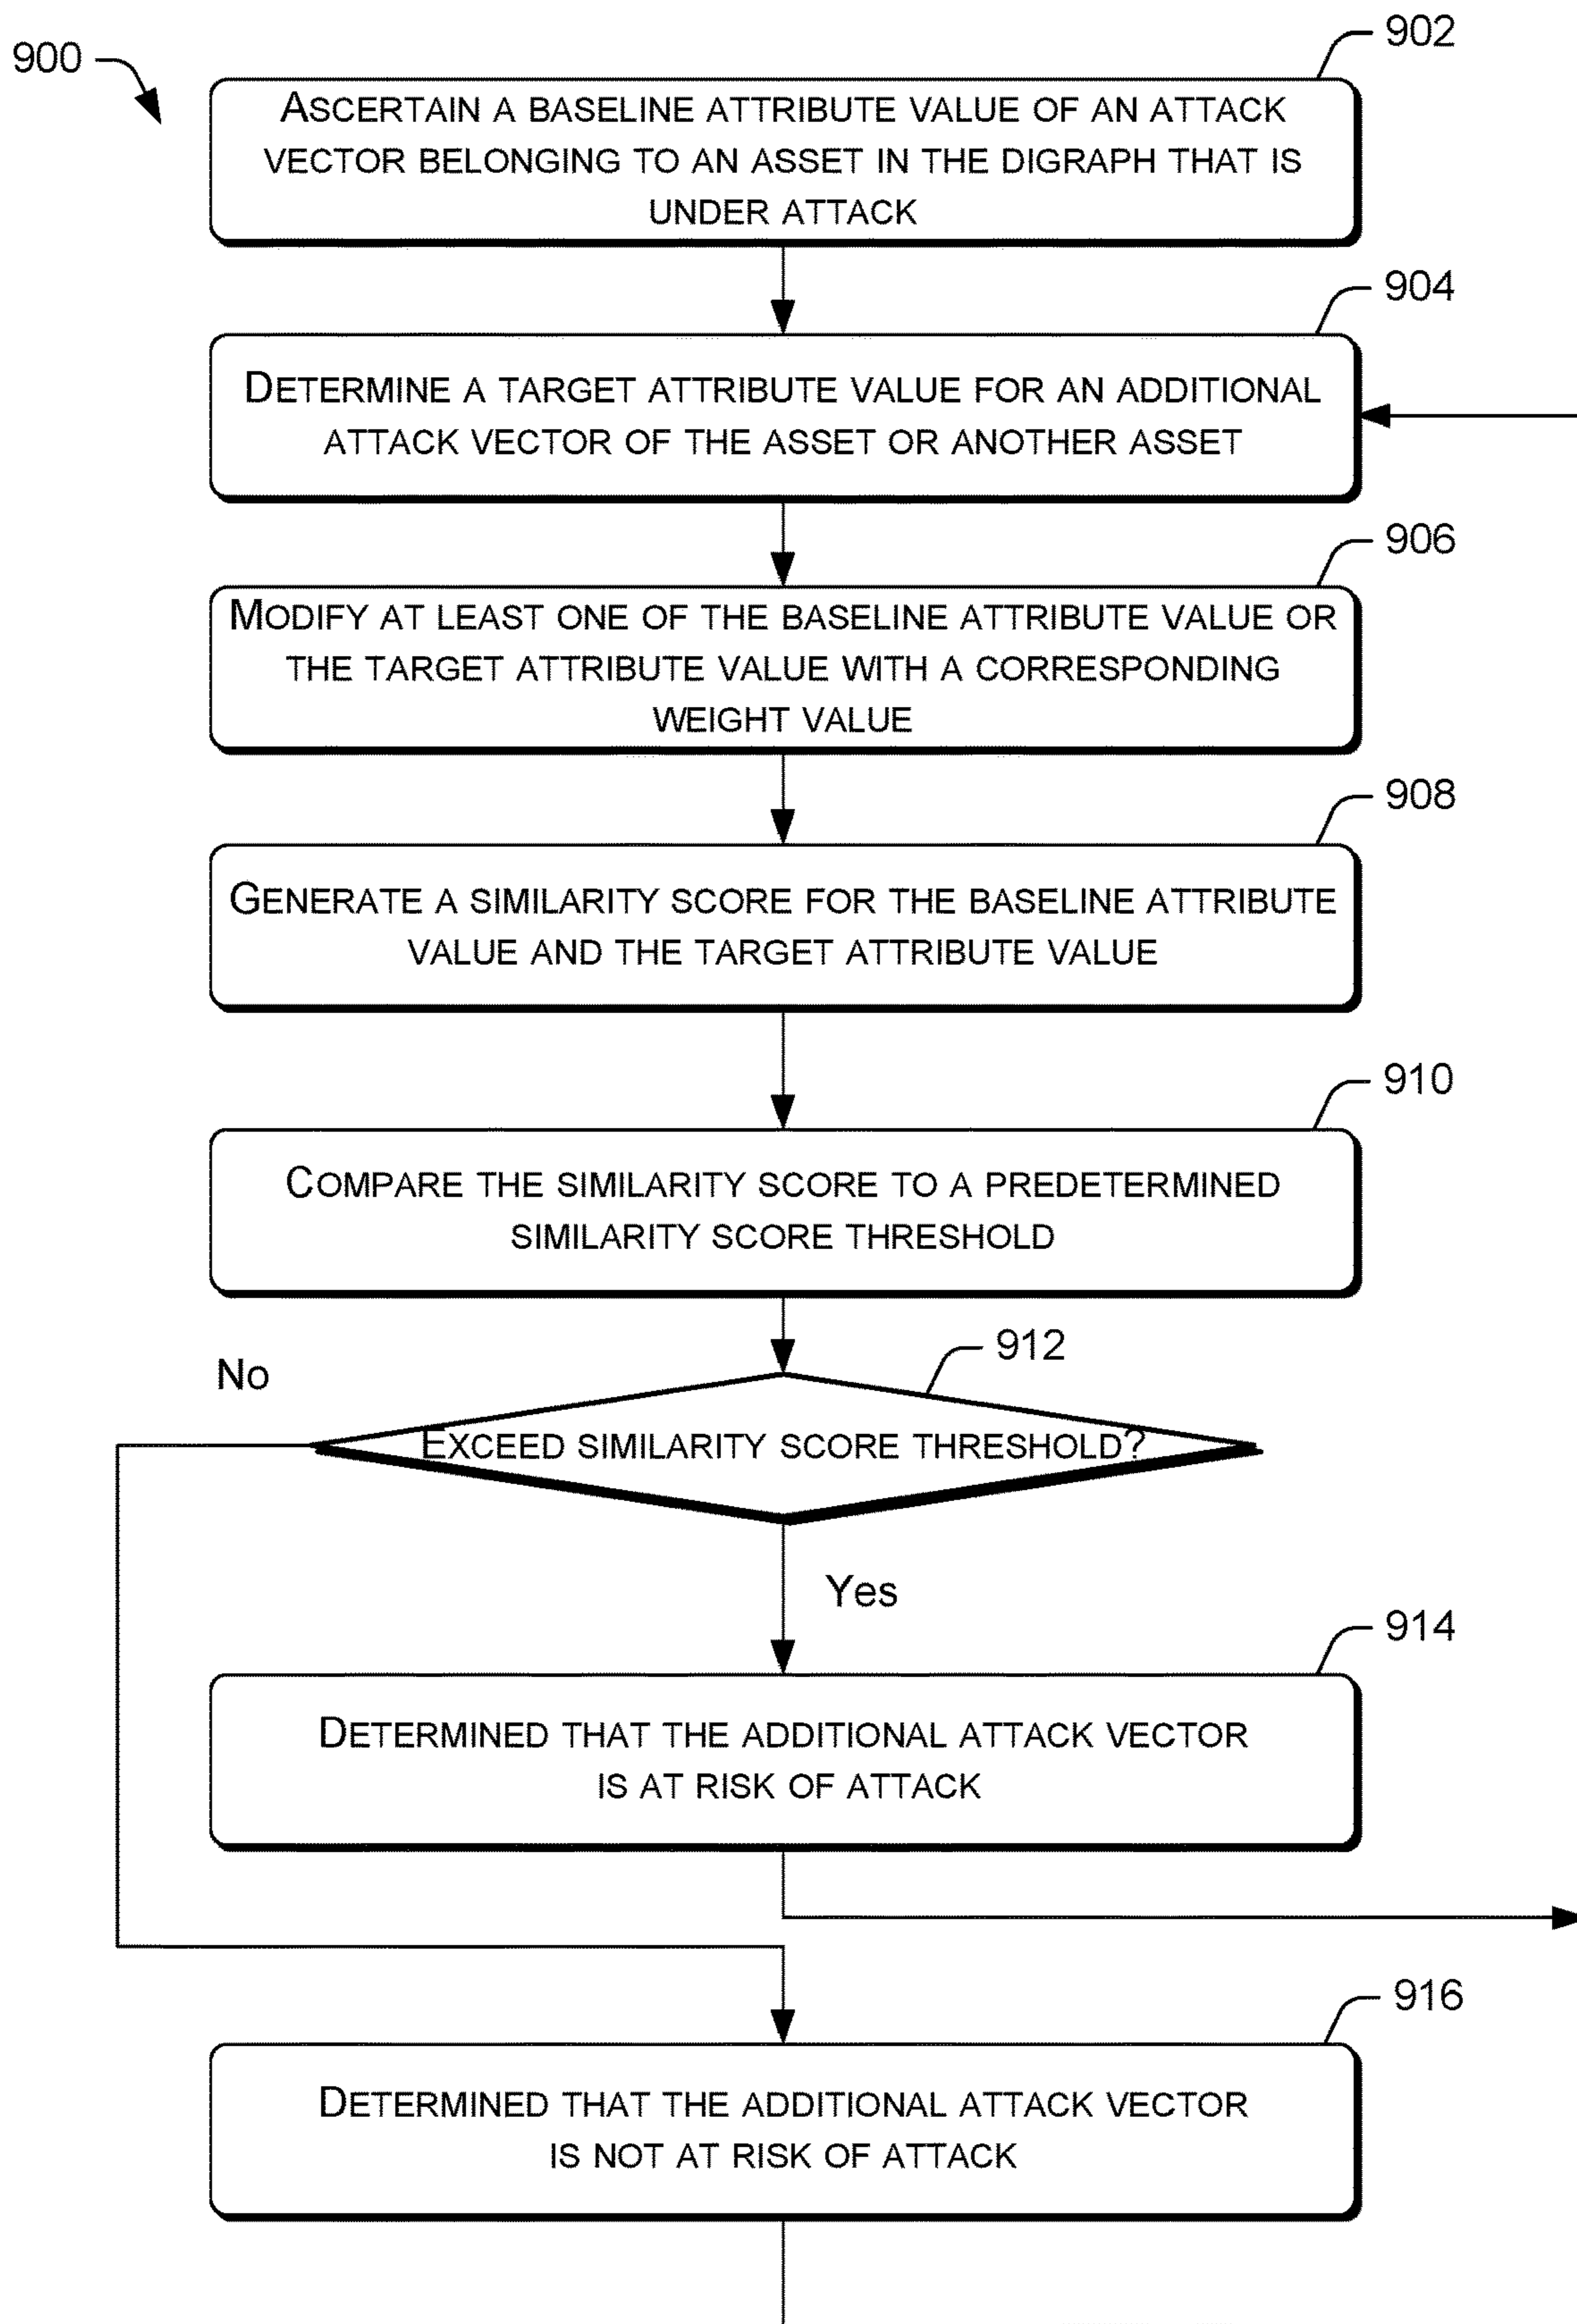 900
902
ASCERTAIN A BASELINE ATTRIBUTE VALUE OF AN ATTACK
VECTOR BELONGING TO AN ASSET IN THE DIGRAPH THAT IS
UNDER ATTACK
904
DETERMINE A TARGET ATTRIBUTE VALUE FOR AN ADDITIONAL
ATTACK VECTOR OF THE ASSET OR ANOTHER ASSET
906
MODIFY AT LEAST ONE OF THE BASELINE ATTRIBUTE VALUE OR
THE TARGET ATTRIBUTE VALUE WITH A CORRESPONDING
WEIGHT VALUE
908
GENERATE A SIMILARITY SCORE FOR THE BASELINE ATTRIBUTE
VALUE AND THE TARGET ATTRIBUTE VALUE
910
COMPARE THE SIMILARITY SCORE TO A PREDETERMINED
SIMILARITY SCORE THRESHOLD
912
No
EXCEED SIMILARITY SCORE THRESHOLD?
Yes
914
DETERMINED THAT THE ADDITIONAL ATTACK VECTOR
IS AT RISK OF ATTACK
916
DETERMINED THAT THE ADDITIONAL ATTACK VECTOR
IS NOT AT RISK OF ATTACK